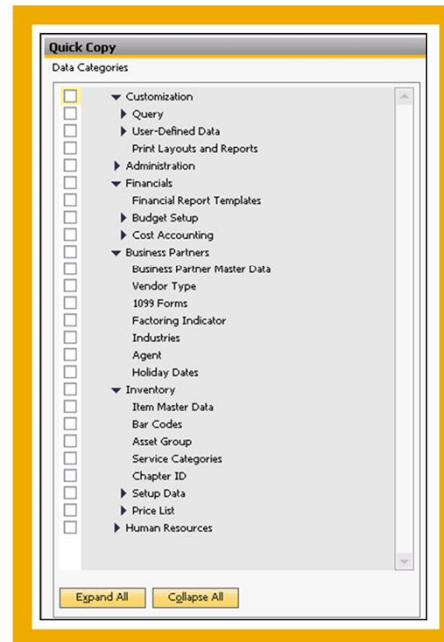 Quick Copy
Data Categories
Customization
Query
User-Defined Data
Print Layouts and Reports
Administration
Financials
Financial Report Templates
Budget Setup
Cost Accounting
Business Partners
Business Partner Master Data
Vendor Type
1099 Forms
Factoring Indicator
Industries
Agent
Holiday Dates
Inventory
Item Master Data
Bar Codes
Asset Group
Service Categories
Chapter ID
Setup Data
Price List
Human Resources
Expand All Collapse All